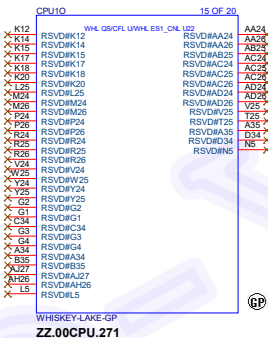 CPU1O 15 OF 20
WHL QS/CFL U/WHL ES1_CNL U22
K12 RSVD#K12 RSVD#AA24 AA24
K14 RSVD#K14 RSVD#AA26 AA26
K15 RSVD#K15 RSVD#AB25 AB25
K17 RSVD#K17 RSVD#AC24 AC24
K18 RSVD#K18 RSVD#AC25 AC25
K20 RSVD#K20 RSVD#AC26 AC26
L25 RSVD#L25 RSVD#AD24 AD24
M24 RSVD#M24 RSVD#AD26 AD26
M26 RSVD#M26 RSVD#V25 V25
P24 RSVD#P24 RSVD#T25 T25
P26 RSVD#P26 RSVD#A35 A35
R24 RSVD#R24 RSVD#D34 D34
R25 RSVD#R25 RSVD#N5 N5
R26 RSVD#R26
V24 RSVD#V24
W25 RSVD#W25
Y24 RSVD#Y24
Y25 RSVD#Y25
G2 RSVD#G2
G1 RSVD#G1
C34 RSVD#C34
G3 RSVD#G3
G4 RSVD#G4
A34 RSVD#A34
B35 RSVD#B35
AJ27 RSVD#AJ27
AH26 RSVD#AH26
L5 RSVD#L5
GP
WHISKEY-LAKE-GP
ZZ.00CPU.271